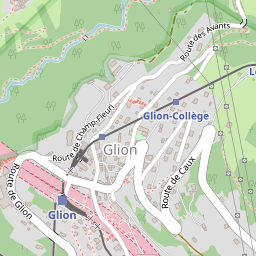 Route des Avants
Route de Champ-Fleuri
Glion-Collège
Glion
Route de Caux
Route de Glion
Glion